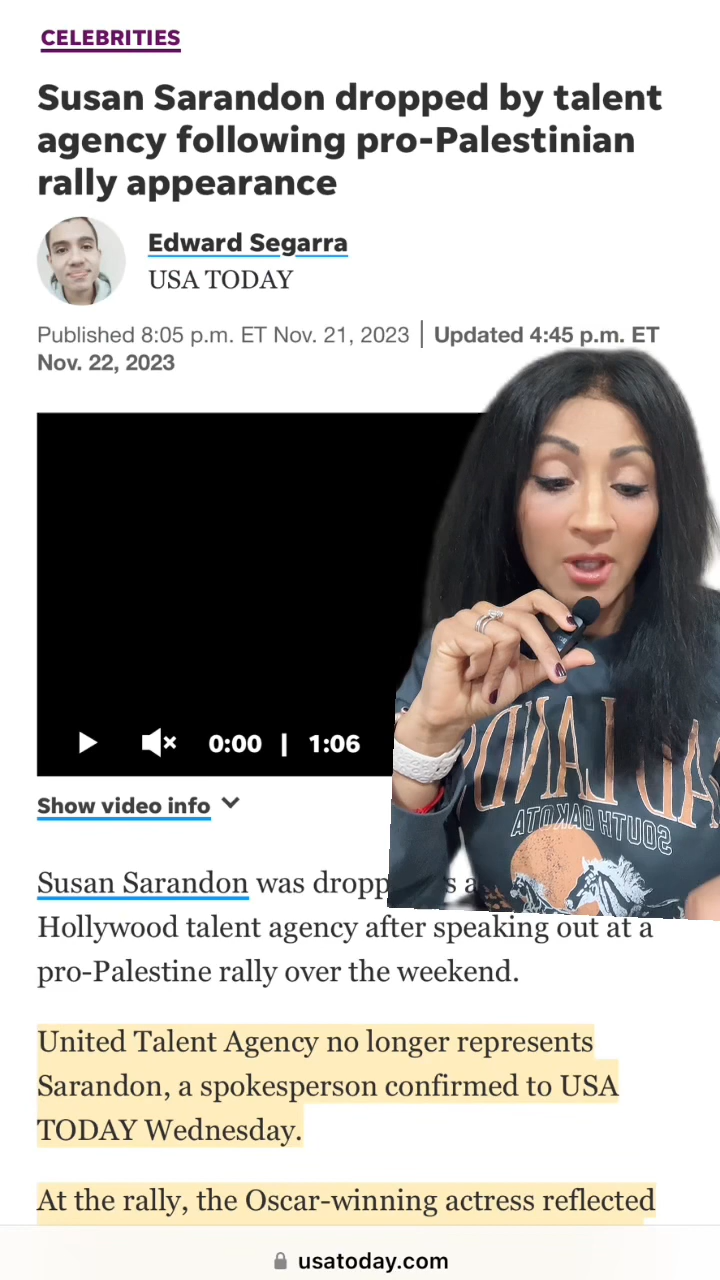 CELEBRITIES
Susan Sarandon dropped by talent
agency following pro-Palestinian
rally appearance
Edward Segarra
USA TODAY
Published 8:05 p.m. ET Nov. 21, 2023 | Updated 4:45 p.m. ET
Nov. 22, 2023
0:00 | 1:06
Show video info
SOUTH DAKOTA
Susan Sarandon was
Hollywood talent agency after speaking out at a
pro-Palestine rally over the weekend.
United Talent Agency no longer represents
Sarandon, a spokesperson confirmed to USA
TODAY Wednesday.
At the rally, the Oscar-winning actress reflected
usatoday.com